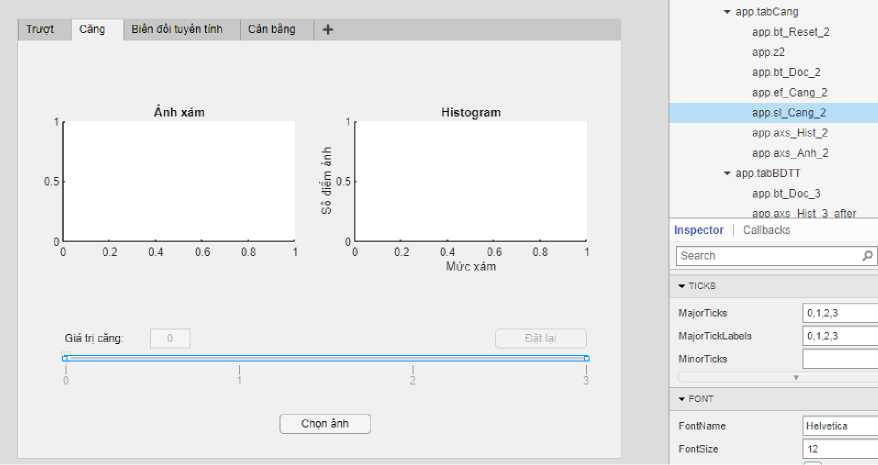 Trượt Căng Biến đổi tuyến tính Cân bằng +
Ảnh xám
1
0.5
0
0 0.2 0.4 0.6 0.8 1
Histogram
Số điểm ảnh
1
0.5
0
0 0.2 0.4 0.6 0.8 1
Mức xám
Giá trị căng: 0 Đặt lại
0 1 2 3
Chọn ảnh
app.tabCang
app.bt_Reset_2
app.z2
app.bt_Doc_2
app.ef_Cang_2
app.sl_Cang_2
app.axs_Hist_2
app.axs_Anh_2
app.tabBDTT
app.bt_Doc_3
app.axs_Hist_3_after
Inspector | Callbacks
Search
TICKS
MajorTicks 0,1,2,3
MajorTickLabels 0,1,2,3
MinorTicks
FONT
FontName Helvetica
FontSize 12